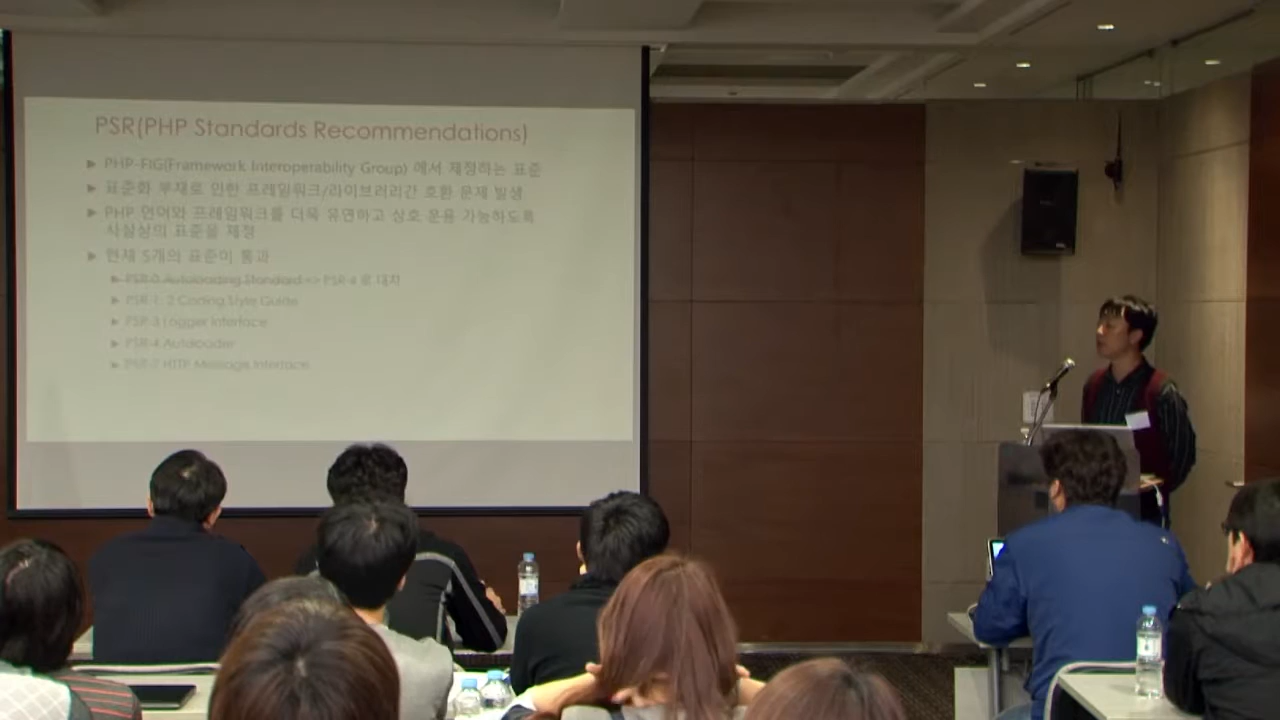 PSR(PHP Standards Recommendations)
PHP-FIG(Framework Interoperability Group) 에서 제정하는 표준
표준화 부재로 인한 프레임워크/라이브러리간 호환 문제 발생
PHP 언어와 프레임워크를 더욱 유연하고 상호 운용 가능하도록
사실상의 표준을 제정
현재 5개의 표준이 통과
PSR-0 Autoloading Standard => PSR-4 로 대치
PSR-1, 2 Coding Style Guide
PSR-3 Logger Interface
PSR-4 Autoloader
PSR-7 HTTP Message Interface